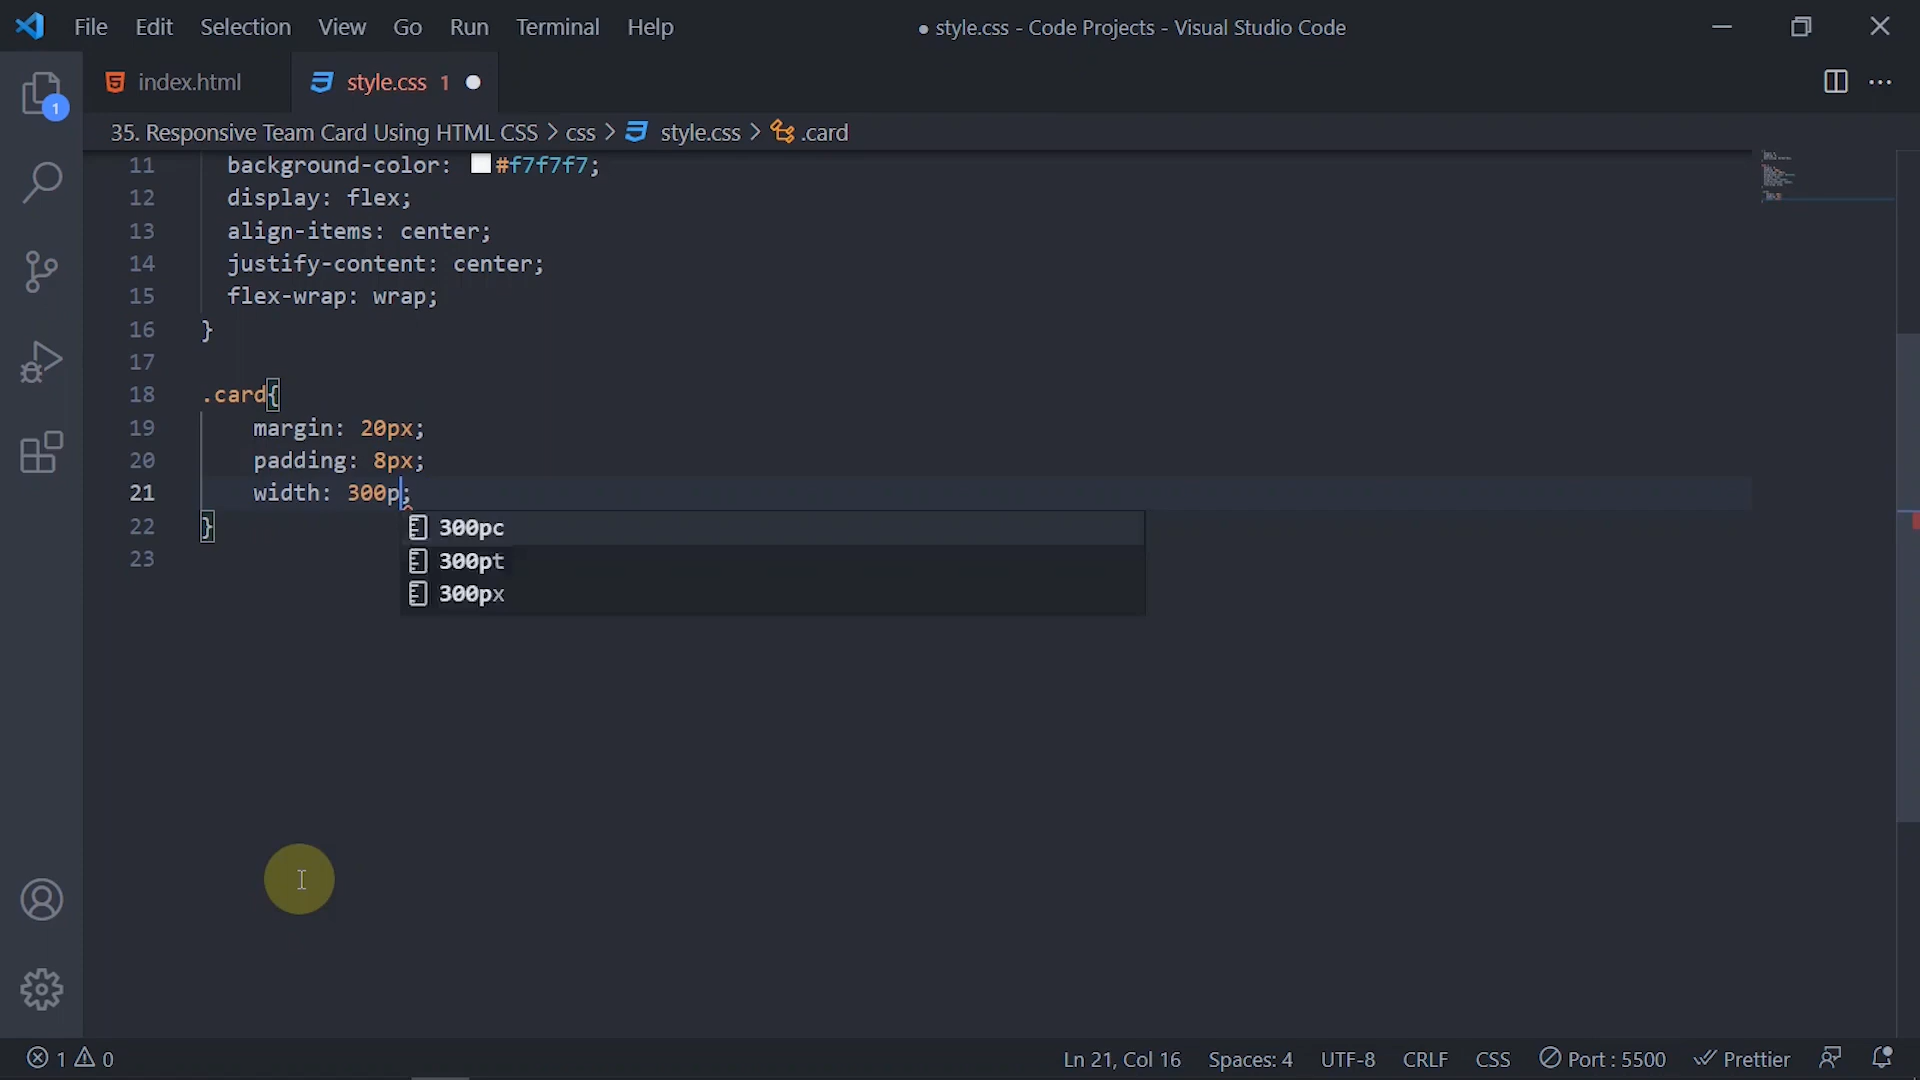 File Edit Selection View Go Run Terminal Help ● style.css - Code Projects - Visual Studio Code
index.html style.css 1 ●
1
35. Responsive Team Card Using HTML CSS > css > style.css > .card
11 background-color: #f7f7f7;
12 display: flex;
13 align-items: center;
14 justify-content: center;
15 flex-wrap: wrap;
16 }
17
18 .card{
19 margin: 20px;
20 padding: 8px;
21 width: 300p;
22 }
300pc
23
300pt
300px
1 0 Ln 21, Col 16 Spaces: 4 UTF-8 CRLF CSS Port : 5500 Prettier